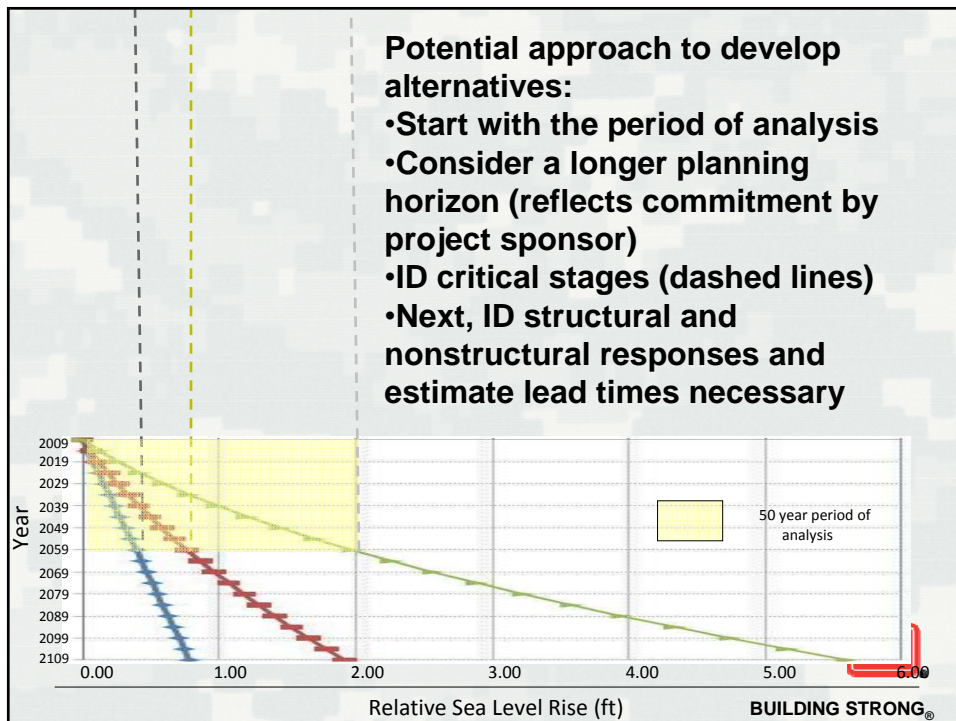 Potential approach to develop
alternatives:
•Start with the period of analysis
•Consider a longer planning
horizon (reflects commitment by
project sponsor)
•ID critical stages (dashed lines)
•Next, ID structural and
nonstructural responses and
estimate lead times necessary
2009
2019
2029
2039
2049
2059
2069
2079
2089
2099
2109
Year
50 year period of
analysis
0.00 1.00 2.00 3.00 4.00 5.00 6.00
Relative Sea Level Rise (ft)
BUILDING STRONG®